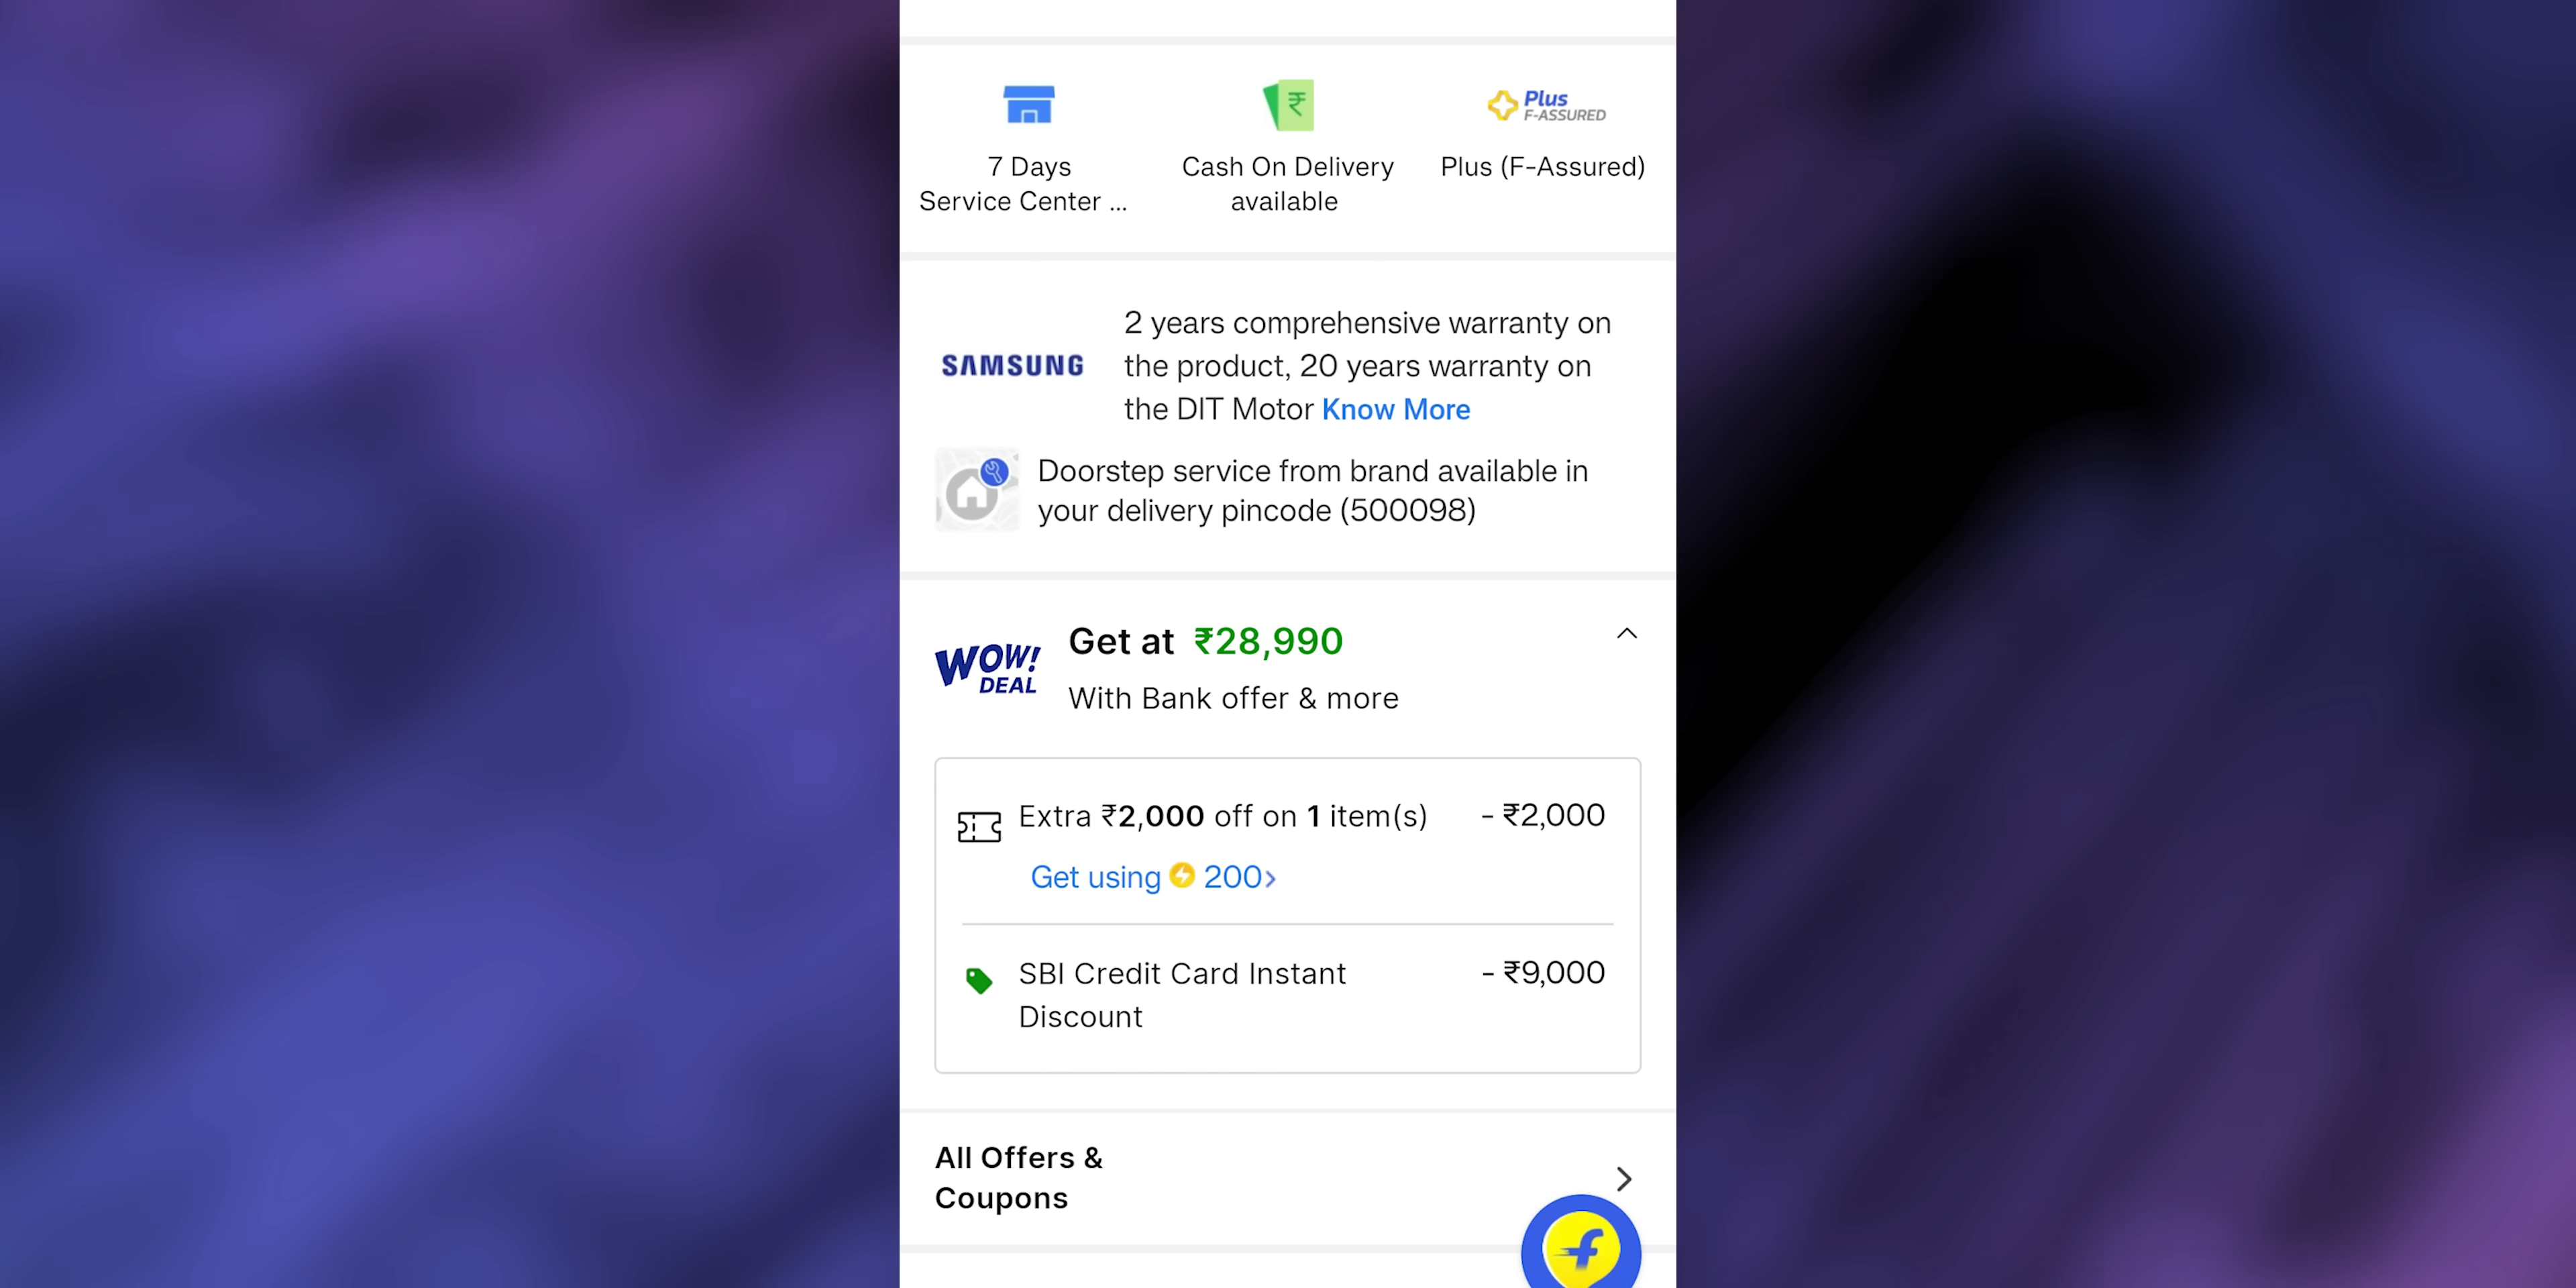 Plus
F-ASSURED
7 Days
Service Center ...
Cash On Delivery
available
Plus (F-Assured)
SAMSUNG
2 years comprehensive warranty on
the product, 20 years warranty on
the DIT Motor Know More
Doorstep service from brand available in
your delivery pincode (500098)
WOW!
DEAL
Get at ₹28,990
With Bank offer & more
Extra ₹2,000 off on 1 item(s) - ₹2,000
Get using 200>
SBI Credit Card Instant - ₹9,000
Discount
All Offers &
Coupons